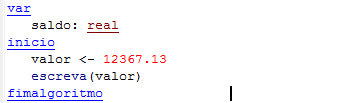 var
saldo: real
inicio
valor <- 12367.13
escreva(valor)
fimalgoritmo